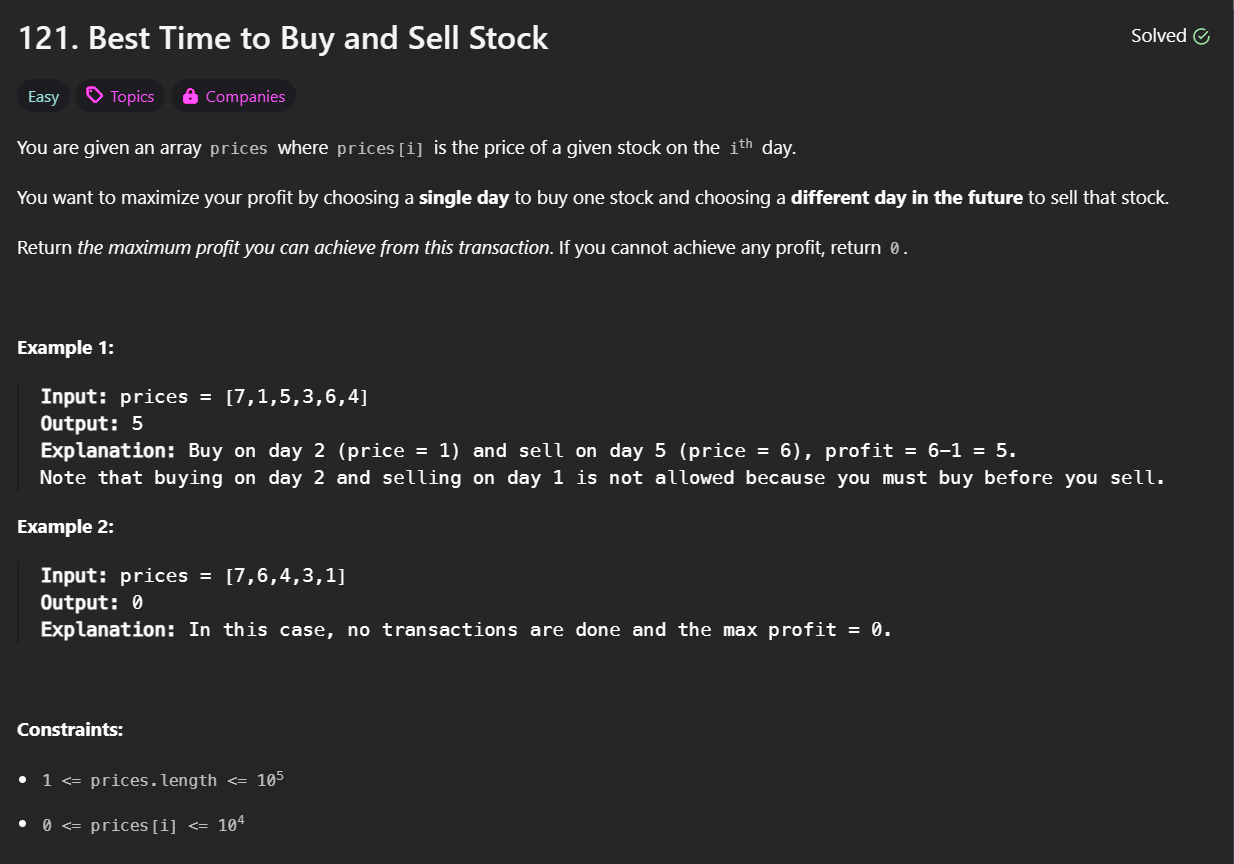 121. Best Time to Buy and Sell Stock
Solved
Easy
Topics
Companies
You are given an array prices where prices[i] is the price of a given stock on the iᵗʰ day.
You want to maximize your profit by choosing a single day to buy one stock and choosing a different day in the future to sell that stock.
Return the maximum profit you can achieve from this transaction. If you cannot achieve any profit, return 0.
Example 1:
Input: prices = [7,1,5,3,6,4]
Output: 5
Explanation: Buy on day 2 (price = 1) and sell on day 5 (price = 6), profit = 6-1 = 5.
Note that buying on day 2 and selling on day 1 is not allowed because you must buy before you sell.
Example 2:
Input: prices = [7,6,4,3,1]
Output: 0
Explanation: In this case, no transactions are done and the max profit = 0.
Constraints:
• 1 <= prices.length <= 10⁵
• 0 <= prices[i] <= 10⁴